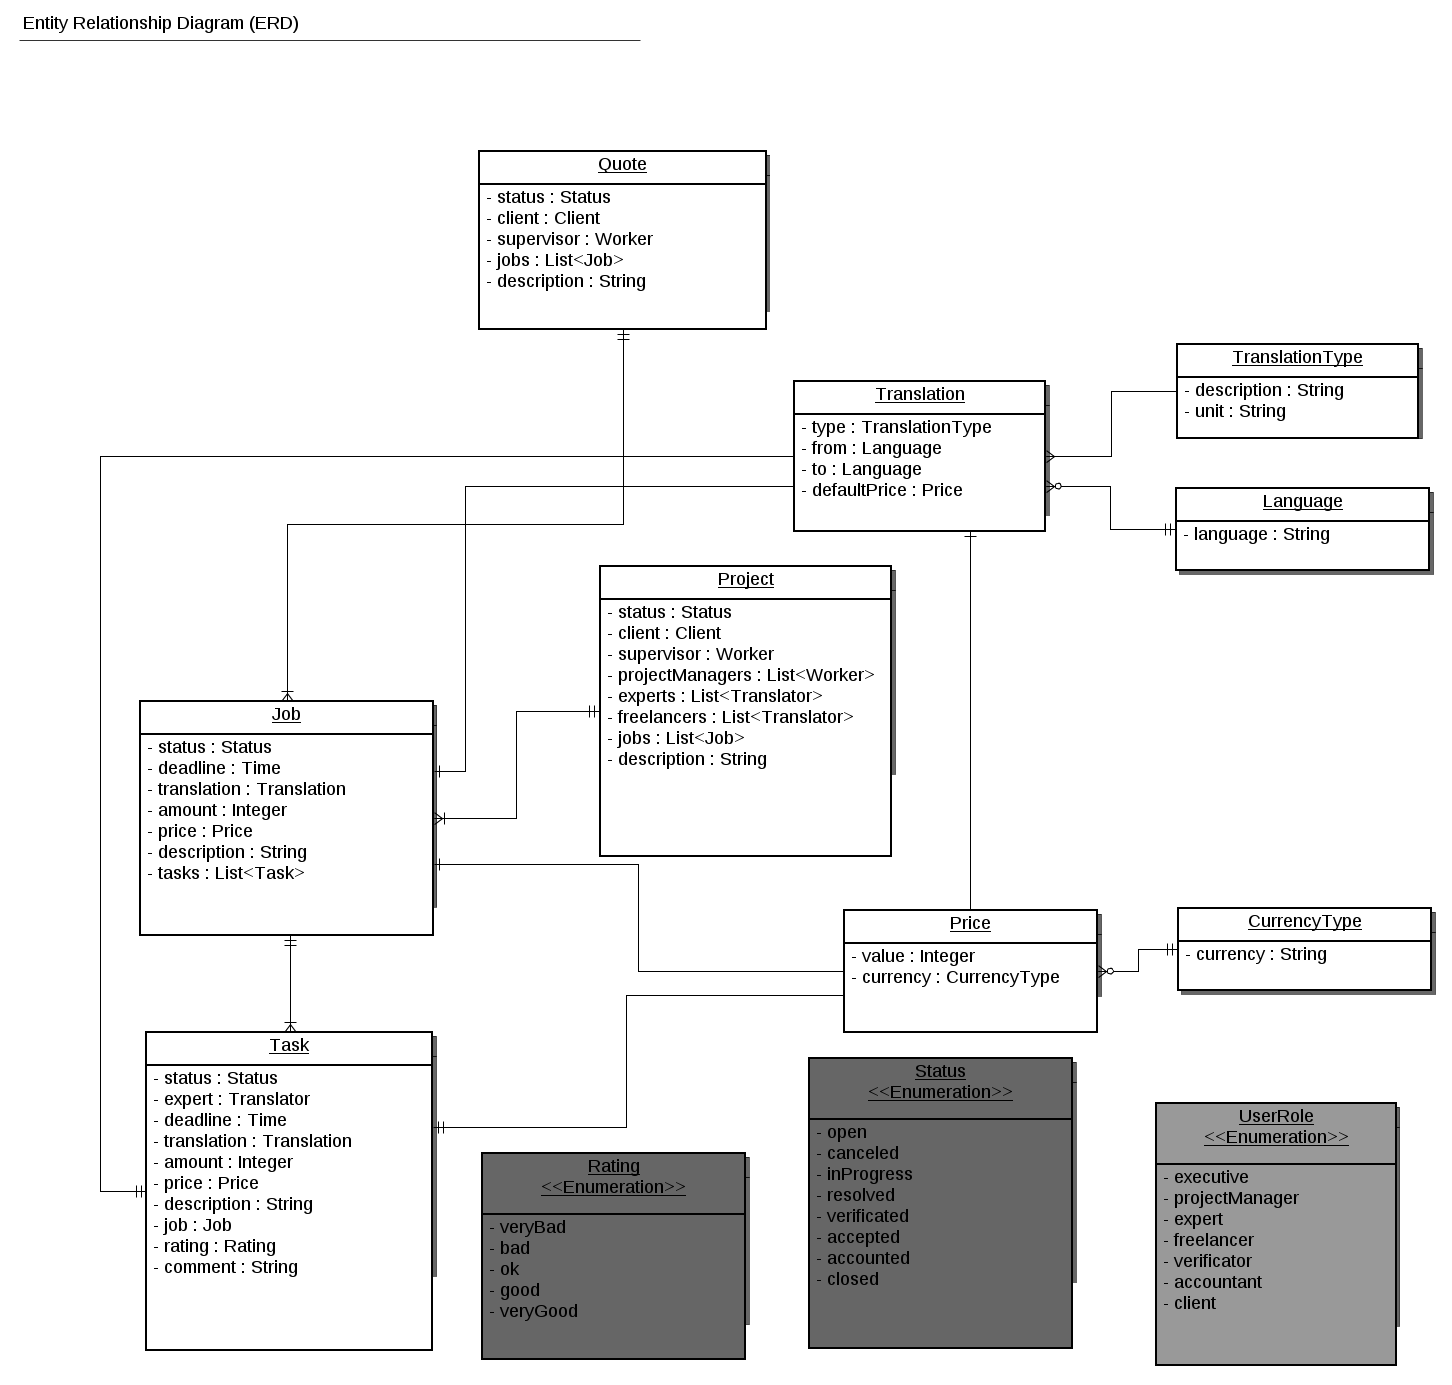 Entity Relationship Diagram (ERD)
Quote
- status : Status
- client : Client
- supervisor : Worker
- jobs : List<Job>
- description : String
TranslationType
- description : String
- unit : String
Translation
- type : TranslationType
- from : Language
- to : Language
- defaultPrice : Price
Language
- language : String
Project
- status : Status
- client : Client
- supervisor : Worker
- projectManagers : List<Worker>
- experts : List<Translator>
- freelancers : List<Translator>
- jobs : List<Job>
- description : String
Job
- status : Status
- deadline : Time
- translation : Translation
- amount : Integer
- price : Price
- description : String
- tasks : List<Task>
Price
- value : Integer
- currency : CurrencyType
CurrencyType
- currency : String
Task
- status : Status
- expert : Translator
- deadline : Time
- translation : Translation
- amount : Integer
- price : Price
- description : String
- job : Job
- rating : Rating
- comment : String
Rating
<<Enumeration>>
- veryBad
- bad
- ok
- good
- veryGood
Status
<<Enumeration>>
- open
- canceled
- inProgress
- resolved
- verificated
- accepted
- accounted
- closed
UserRole
<<Enumeration>>
- executive
- projectManager
- expert
- freelancer
- verificator
- accountant
- client